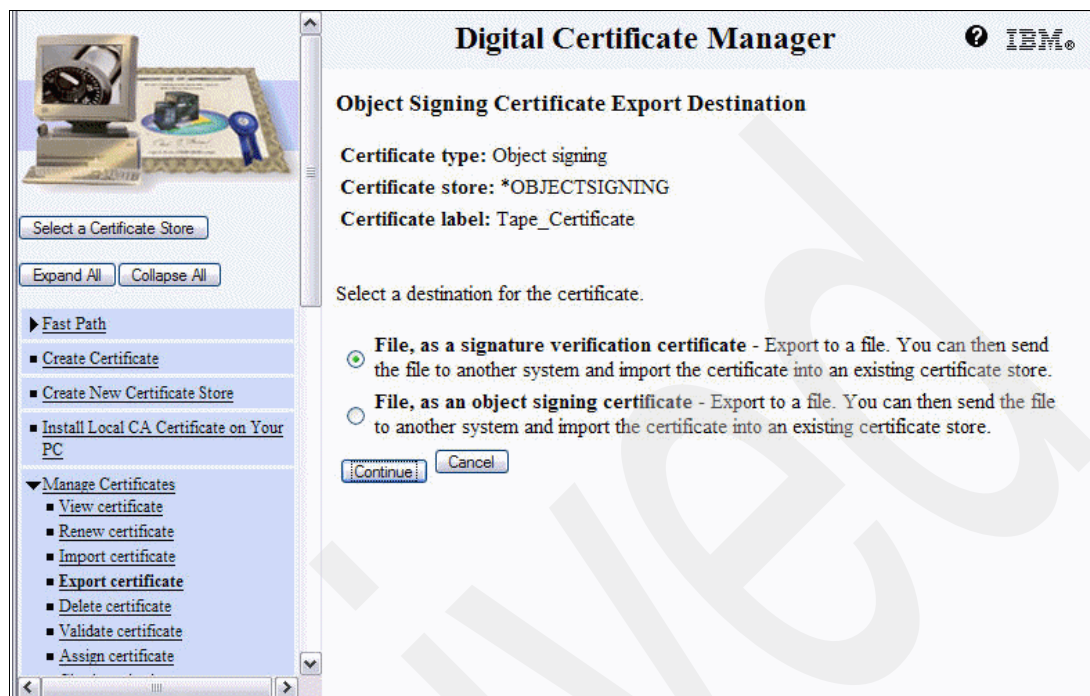 Digital Certificate Manager
IBM®
Select a Certificate Store
Expand All
Collapse All
Fast Path
Create Certificate
Create New Certificate Store
Install Local CA Certificate on Your
PC
Manage Certificates
View certificate
Renew certificate
Import certificate
Export certificate
Delete certificate
Validate certificate
Assign certificate
Object Signing Certificate Export Destination
Certificate type: Object signing
Certificate store: *OBJECTSIGNING
Certificate label: Tape_Certificate
Select a destination for the certificate.
File, as a signature verification certificate - Export to a file. You can then send
the file to another system and import the certificate into an existing certificate store.
File, as an object signing certificate - Export to a file. You can then send the file
to another system and import the certificate into an existing certificate store.
Continue
Cancel